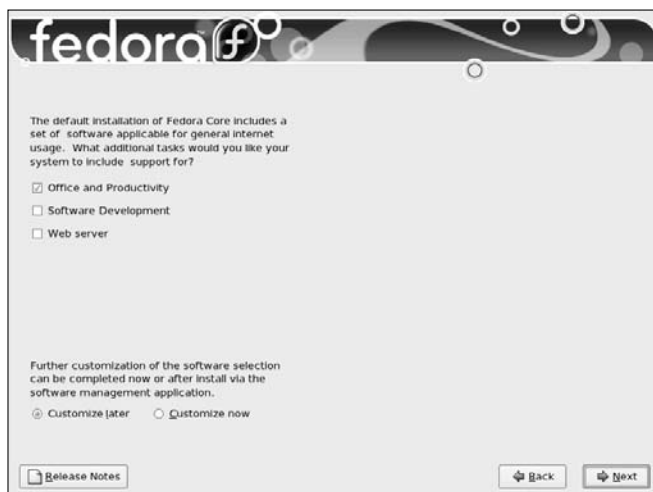 fedora™
The default installation of Fedora Core includes a
set of software applicable for general internet
usage. What additional tasks would you like your
system to include support for?
Office and Productivity
Software Development
Web server
Further customization of the software selection
can be completed now or after install via the
software management application.
Customize later
Customize now
Release Notes
Back
Next